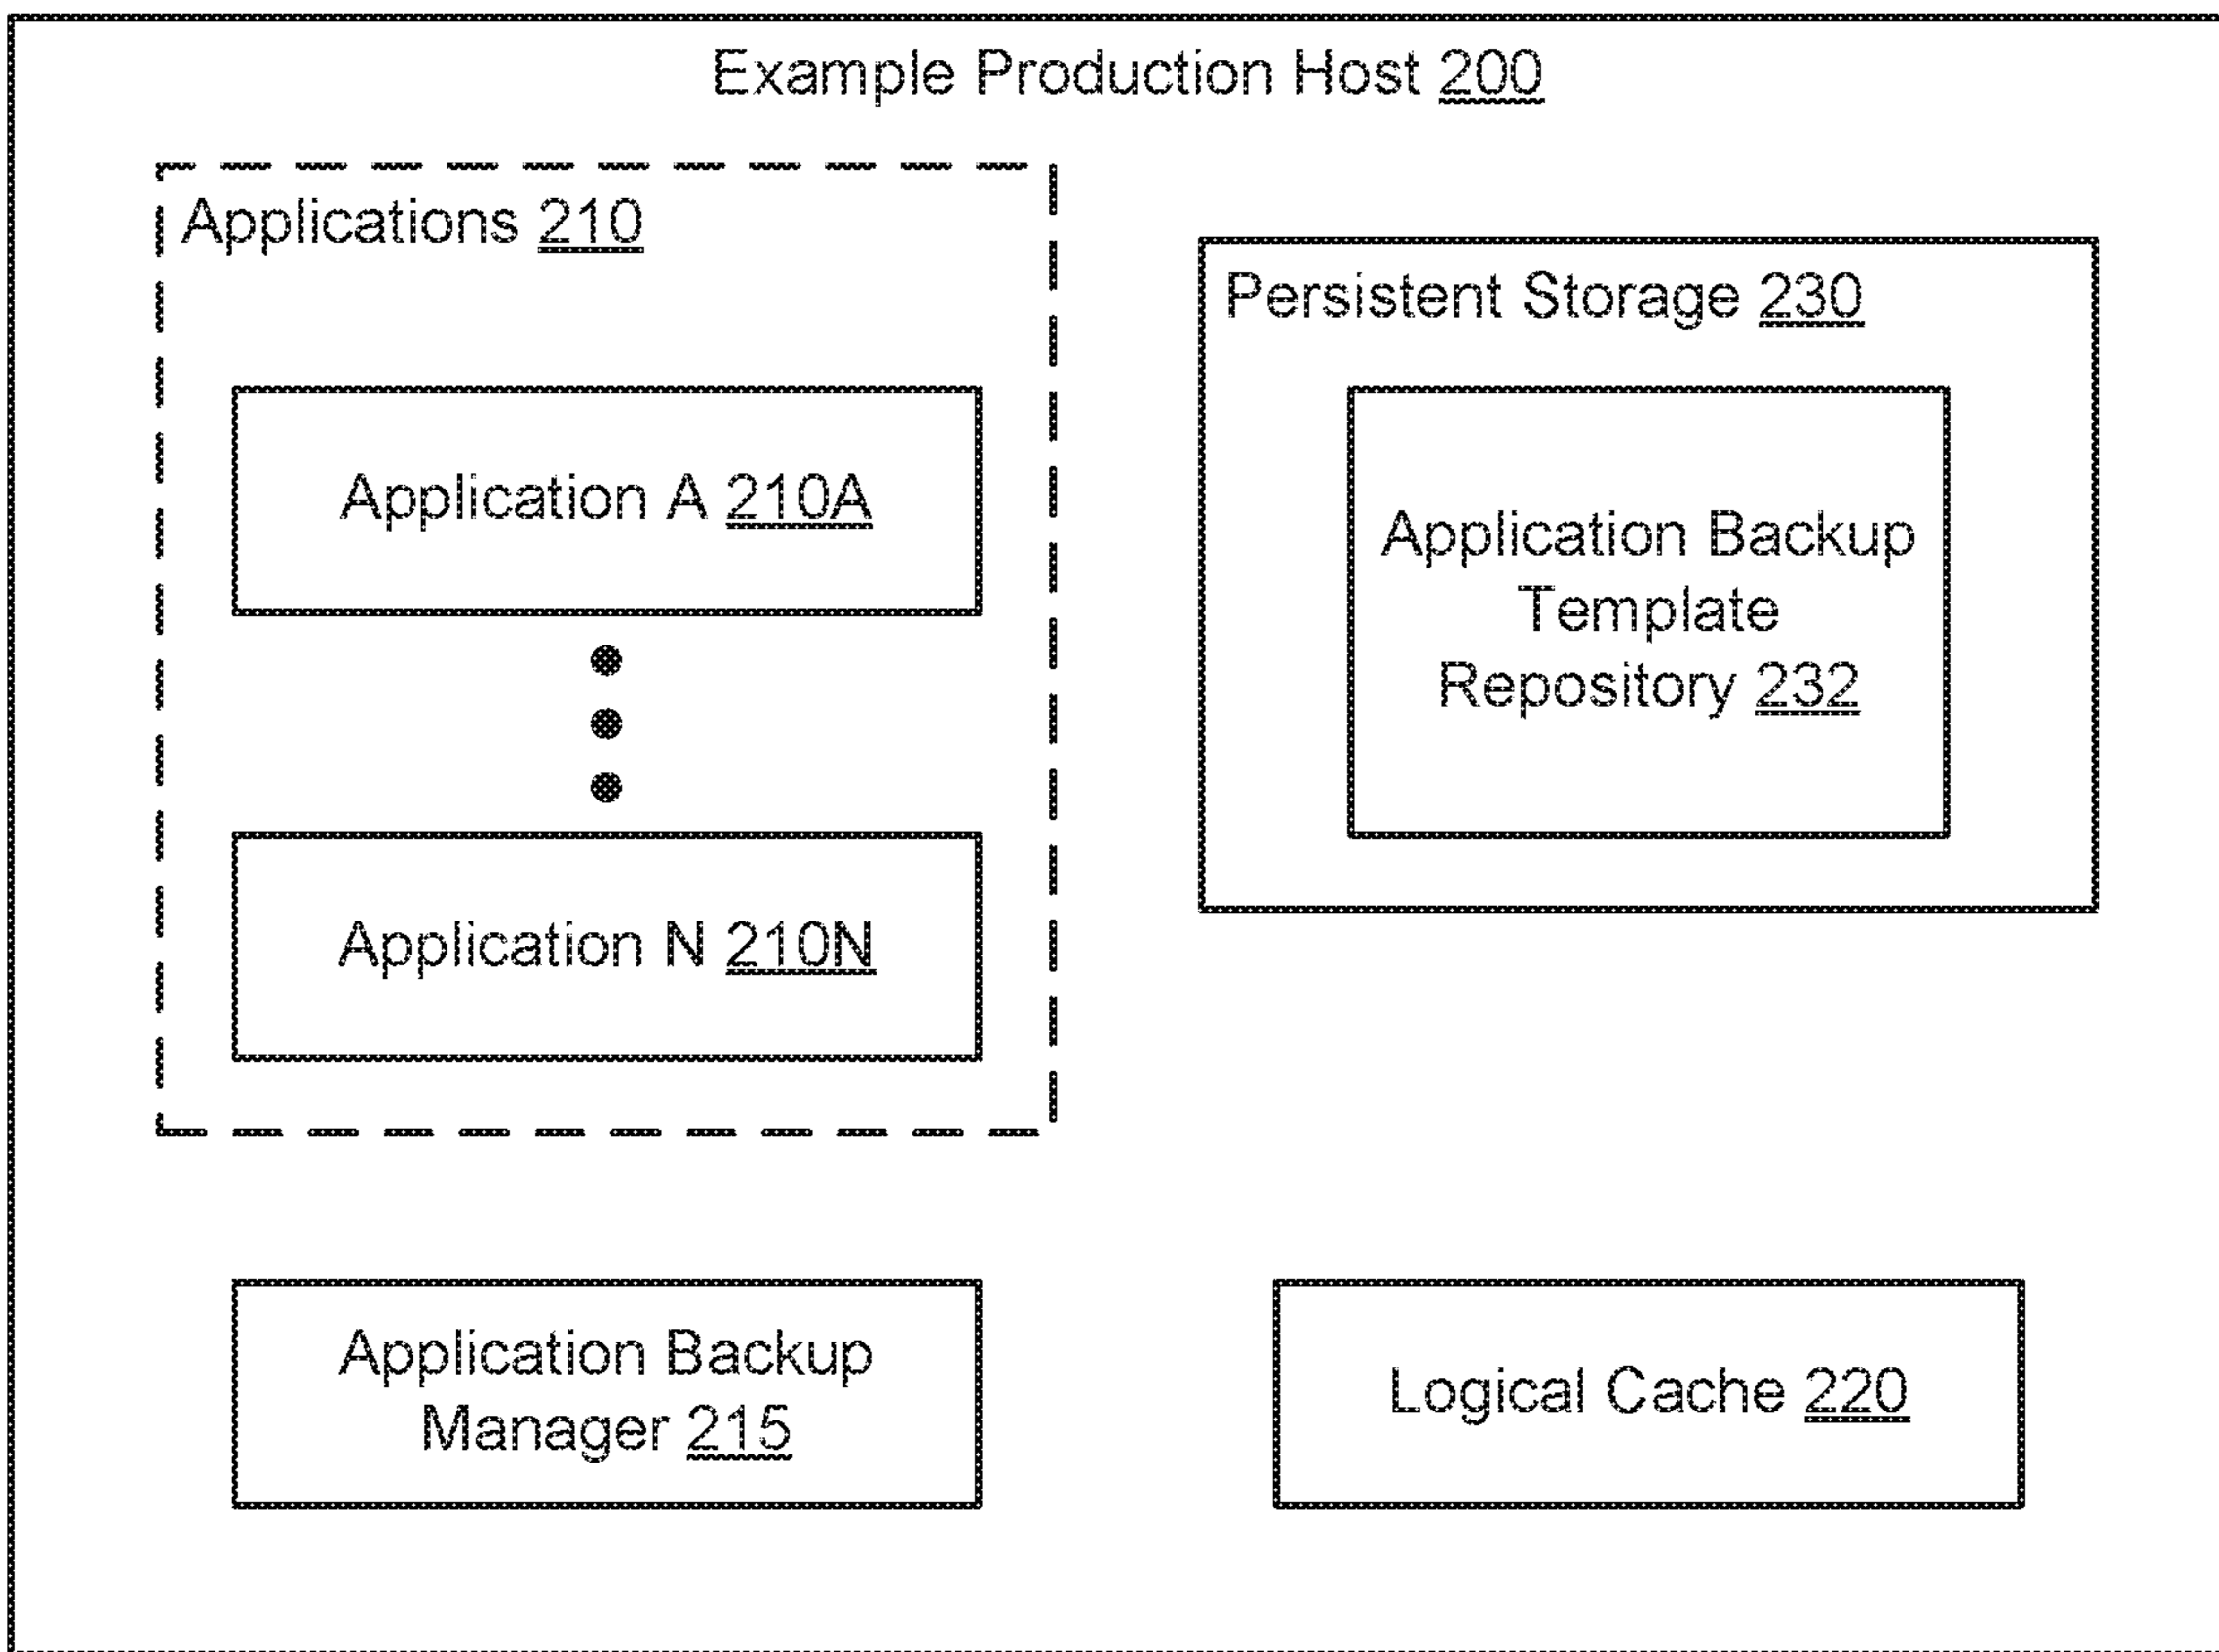 Example Production Host 200
Applications 210
Application A 210A
Application N 210N
Persistent Storage 230
Application Backup
Template
Repository 232
Application Backup
Manager 215
Logical Cache 220